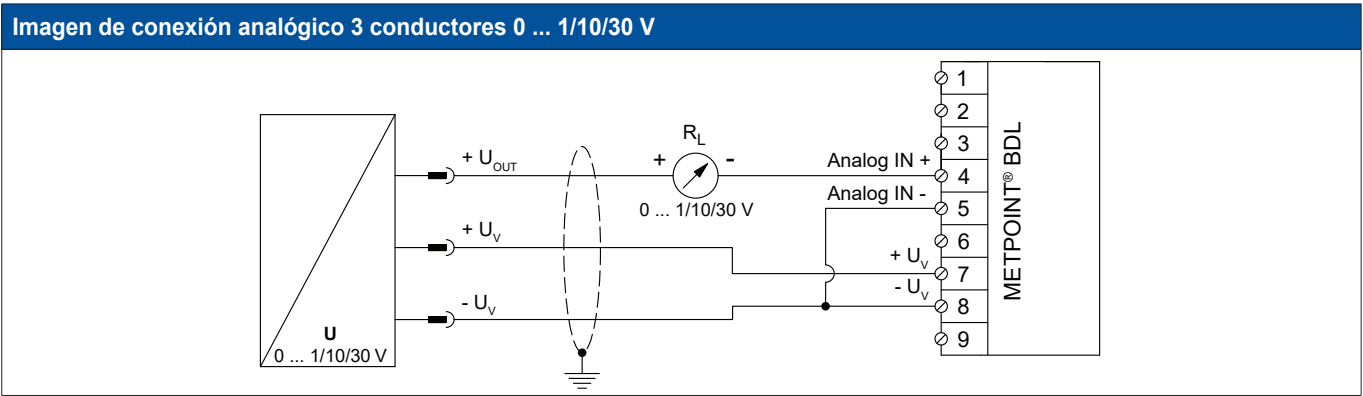 Imagen de conexión analógico 3 conductores 0 ... 1/10/30 V
+ U_OUT
R_L
+ -
0 ... 1/10/30 V
Analog IN +
Analog IN -
+ U_V
- U_V
+ U_V
- U_V
U
0 ... 1/10/30 V
1
2
3
4
5
6
7
8
9
METPOINT® BDL